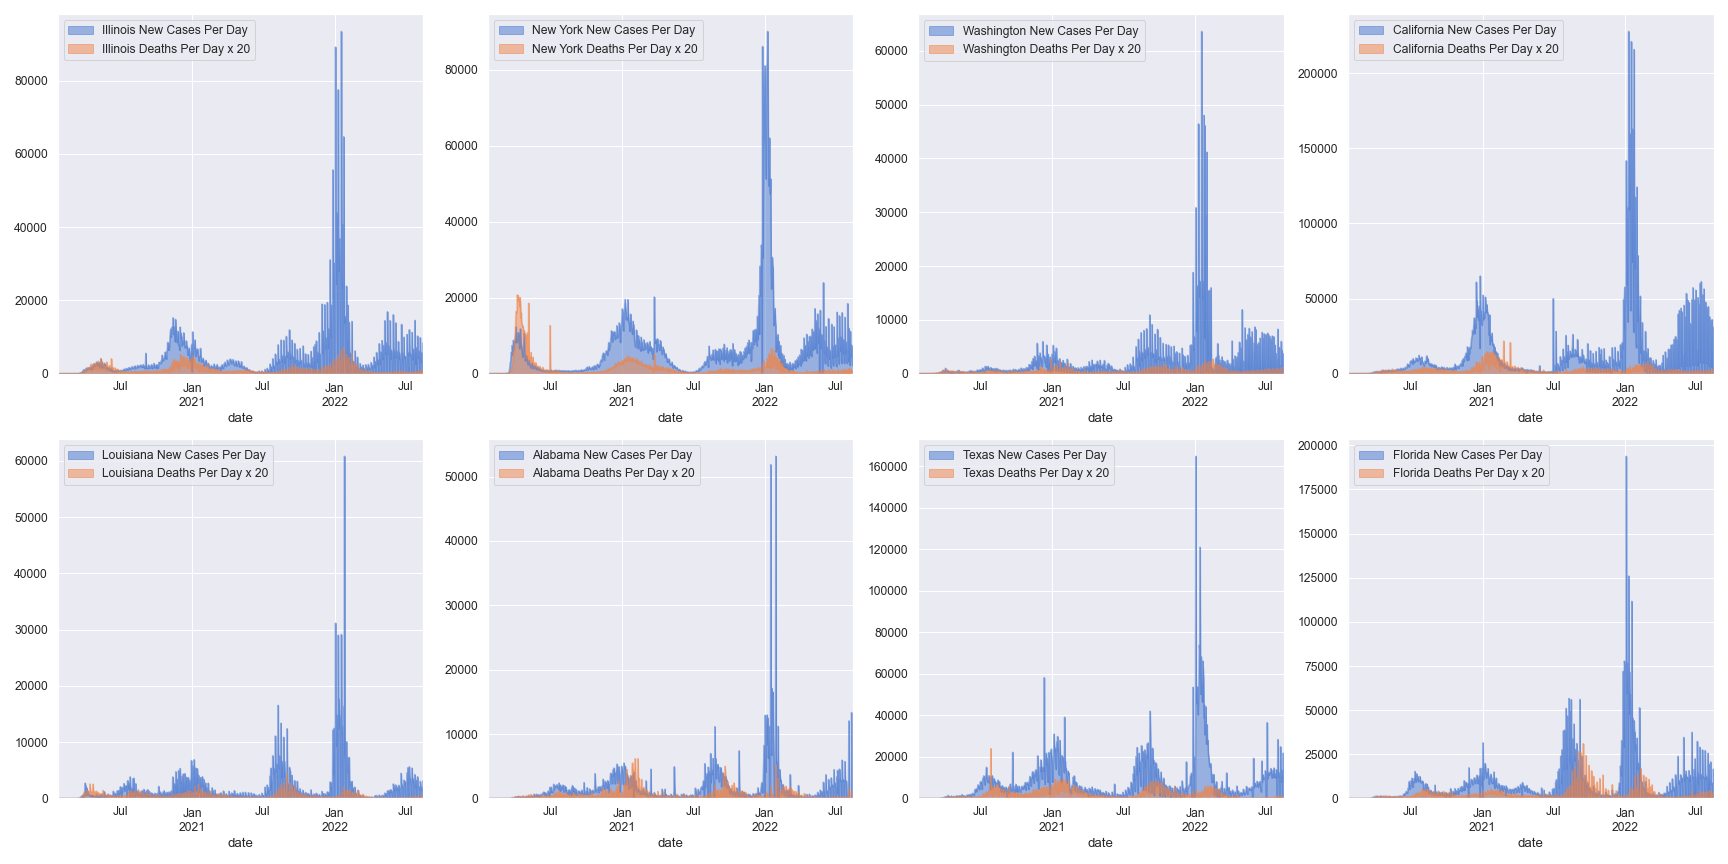 Illinois New Cases Per Day
Illinois Deaths Per Day x 20
80000
60000
40000
20000
0
Jul
Jan
2021
Jul
Jan
2022
Jul
date
New York New Cases Per Day
New York Deaths Per Day x 20
80000
60000
40000
20000
0
Jul
Jan
2021
Jul
Jan
2022
Jul
date
Washington New Cases Per Day
Washington Deaths Per Day x 20
60000
50000
40000
30000
20000
10000
0
Jul
Jan
2021
Jul
Jan
2022
Jul
date
California New Cases Per Day
California Deaths Per Day x 20
200000
150000
100000
50000
0
Jul
Jan
2021
Jul
Jan
2022
Jul
date
Louisiana New Cases Per Day
Louisiana Deaths Per Day x 20
60000
50000
40000
30000
20000
10000
0
Jul
Jan
2021
Jul
Jan
2022
Jul
date
Alabama New Cases Per Day
Alabama Deaths Per Day x 20
50000
40000
30000
20000
10000
0
Jul
Jan
2021
Jul
Jan
2022
Jul
date
Texas New Cases Per Day
Texas Deaths Per Day x 20
160000
140000
120000
100000
80000
60000
40000
20000
0
Jul
Jan
2021
Jul
Jan
2022
Jul
date
Florida New Cases Per Day
Florida Deaths Per Day x 20
200000
175000
150000
125000
100000
75000
50000
25000
0
Jul
Jan
2021
Jul
Jan
2022
Jul
date